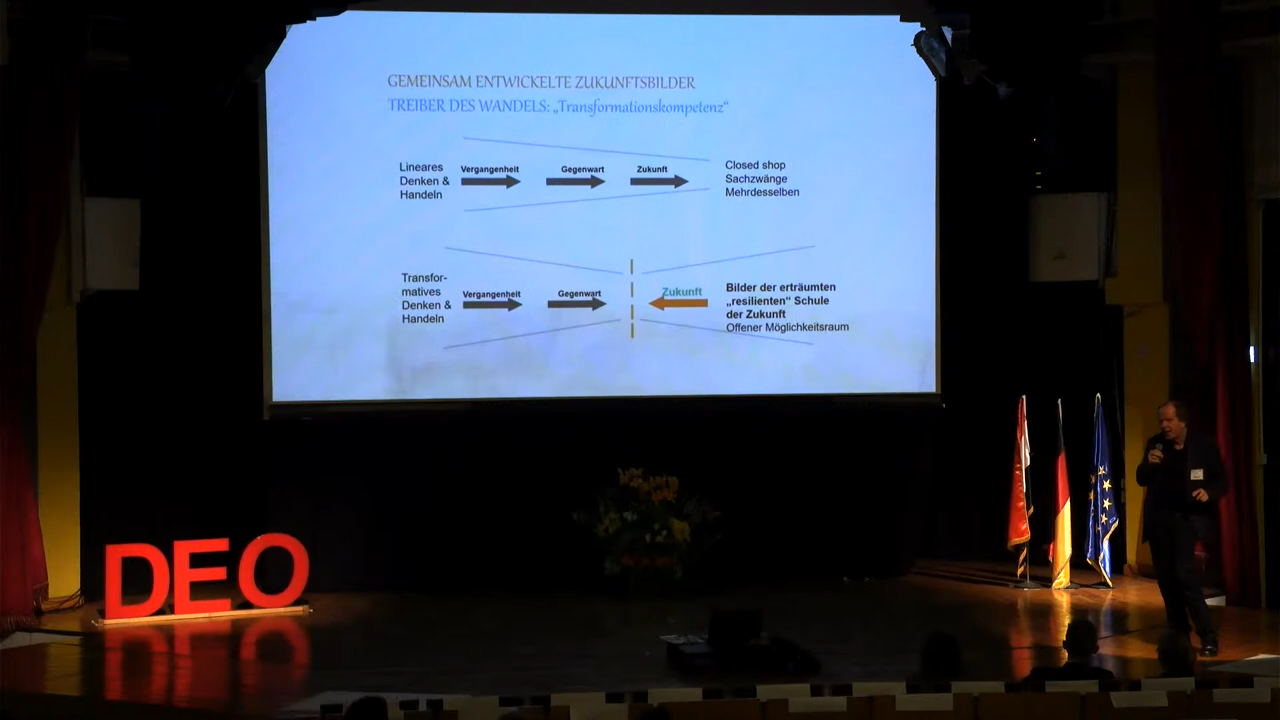 GEMEINSAM ENTWICKELTE ZUKUNFTSBILDER
TREIBER DES WANDELS: „Transformationskompetenz“
Lineares
Denken &
Handeln
Vergangenheit
Gegenwart
Zukunft
Closed shop
Sachzwänge
Mehrdesselben
Transfor-
matives
Denken &
Handeln
Vergangenheit
Gegenwart
Zukunft
Bilder der erträumten
„resilienten“ Schule
der Zukunft
Offener Möglichkeitsraum
DEO